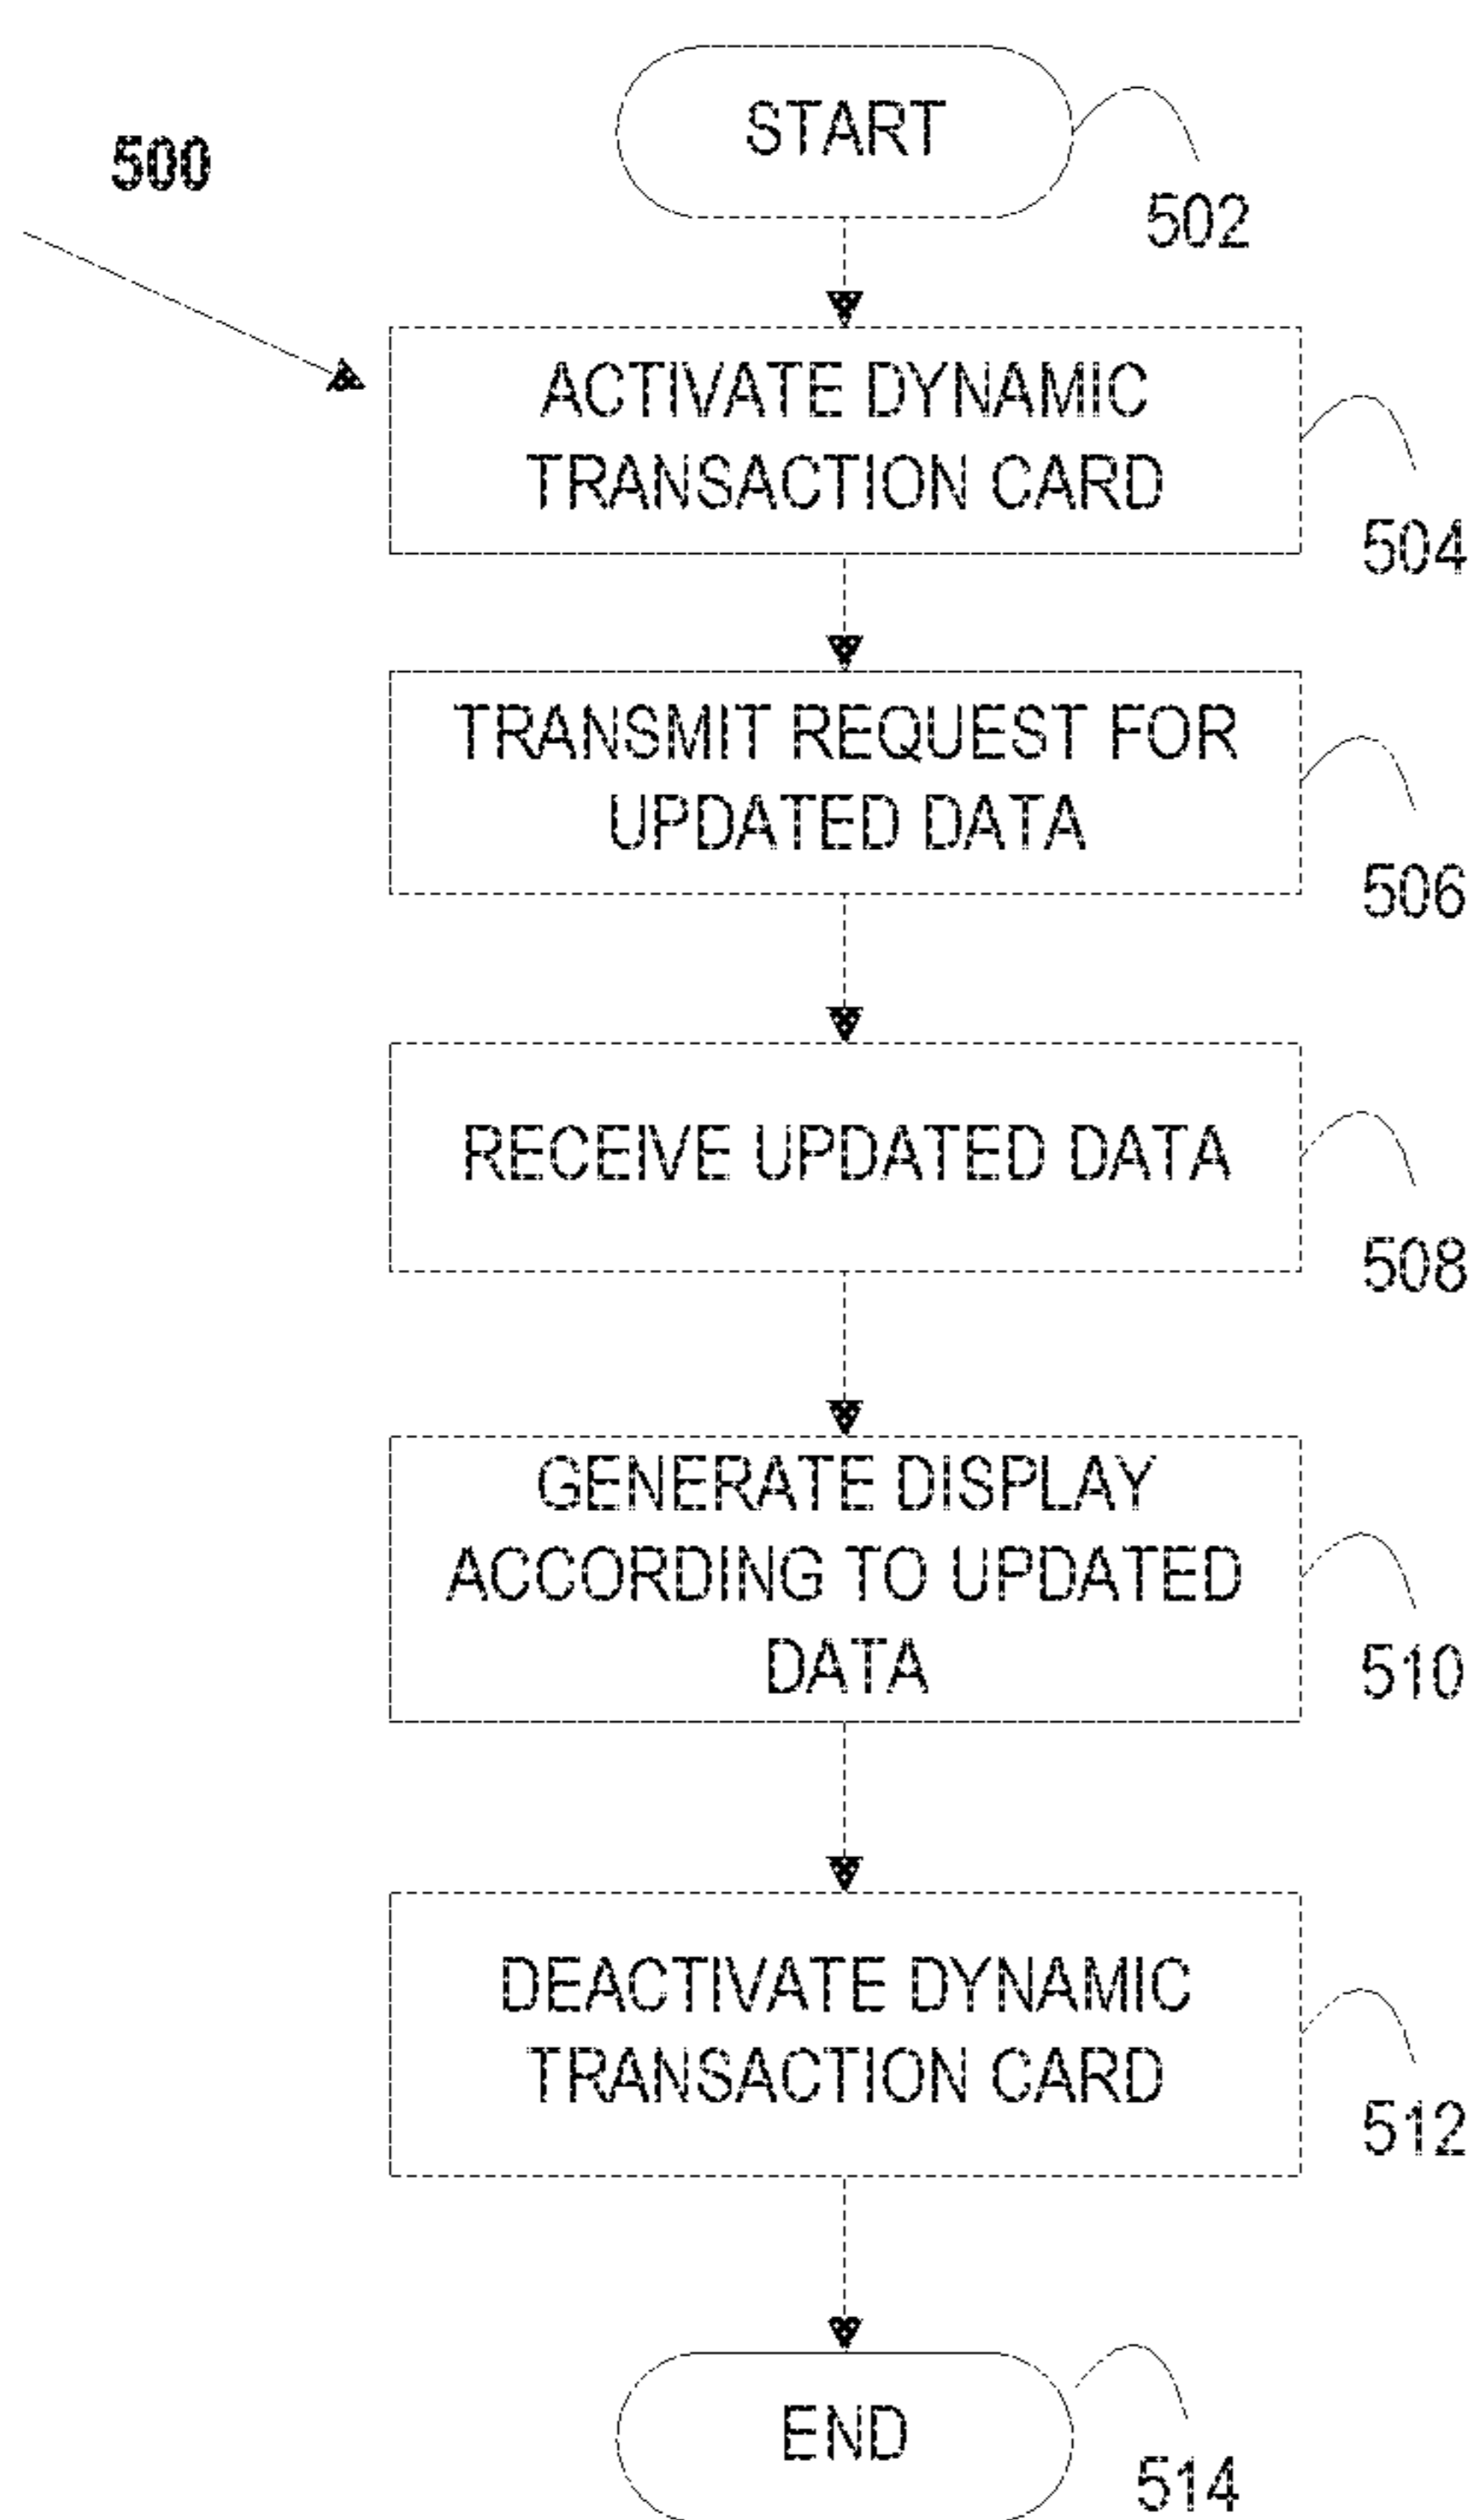 START
500
502
ACTIVATE DYNAMIC
TRANSACTION CARD
504
TRANSMIT REQUEST FOR
UPDATED DATA
506
RECEIVE UPDATED DATA
508
GENERATE DISPLAY
ACCORDING TO UPDATED
DATA
510
DEACTIVATE DYNAMIC
TRANSACTION CARD
512
END
514